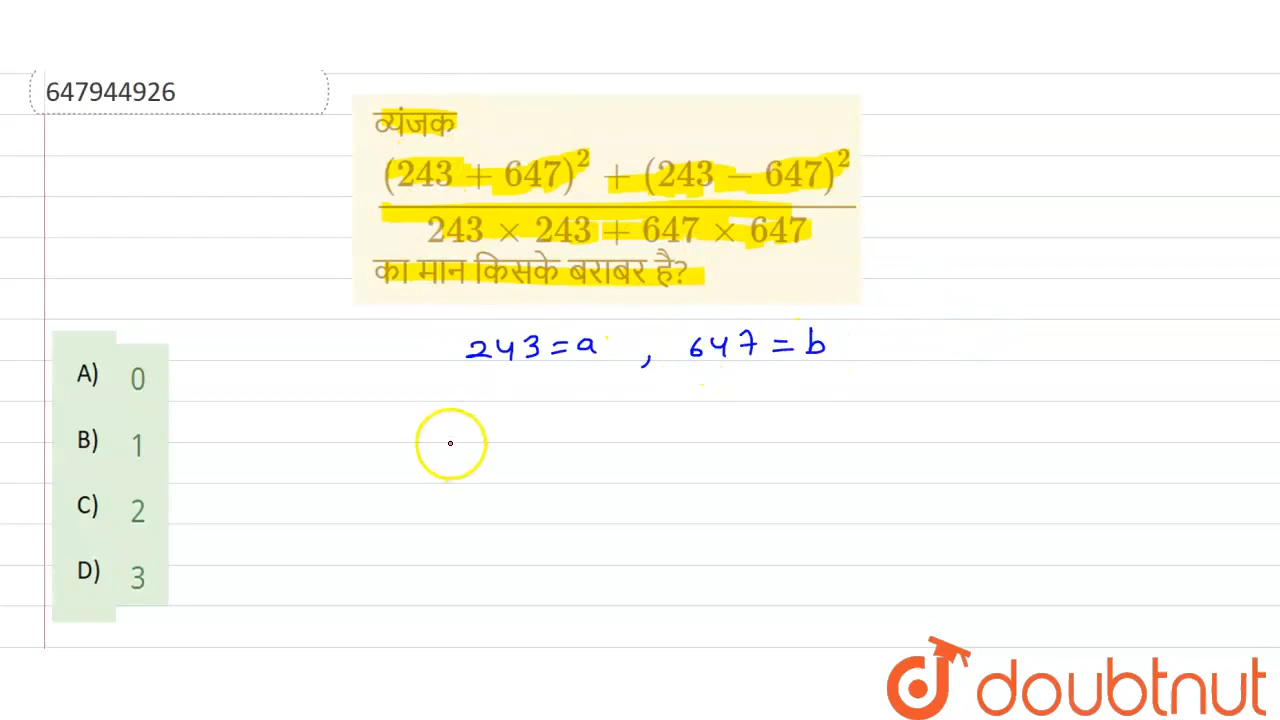 647944926
व्यंजक
(243 + 647)² + (243 − 647)²
243 × 243 + 647 × 647
का मान किसके बराबर है?
243 = a , 647 = b
A) 0
B) 1
C) 2
D) 3
doubtnut